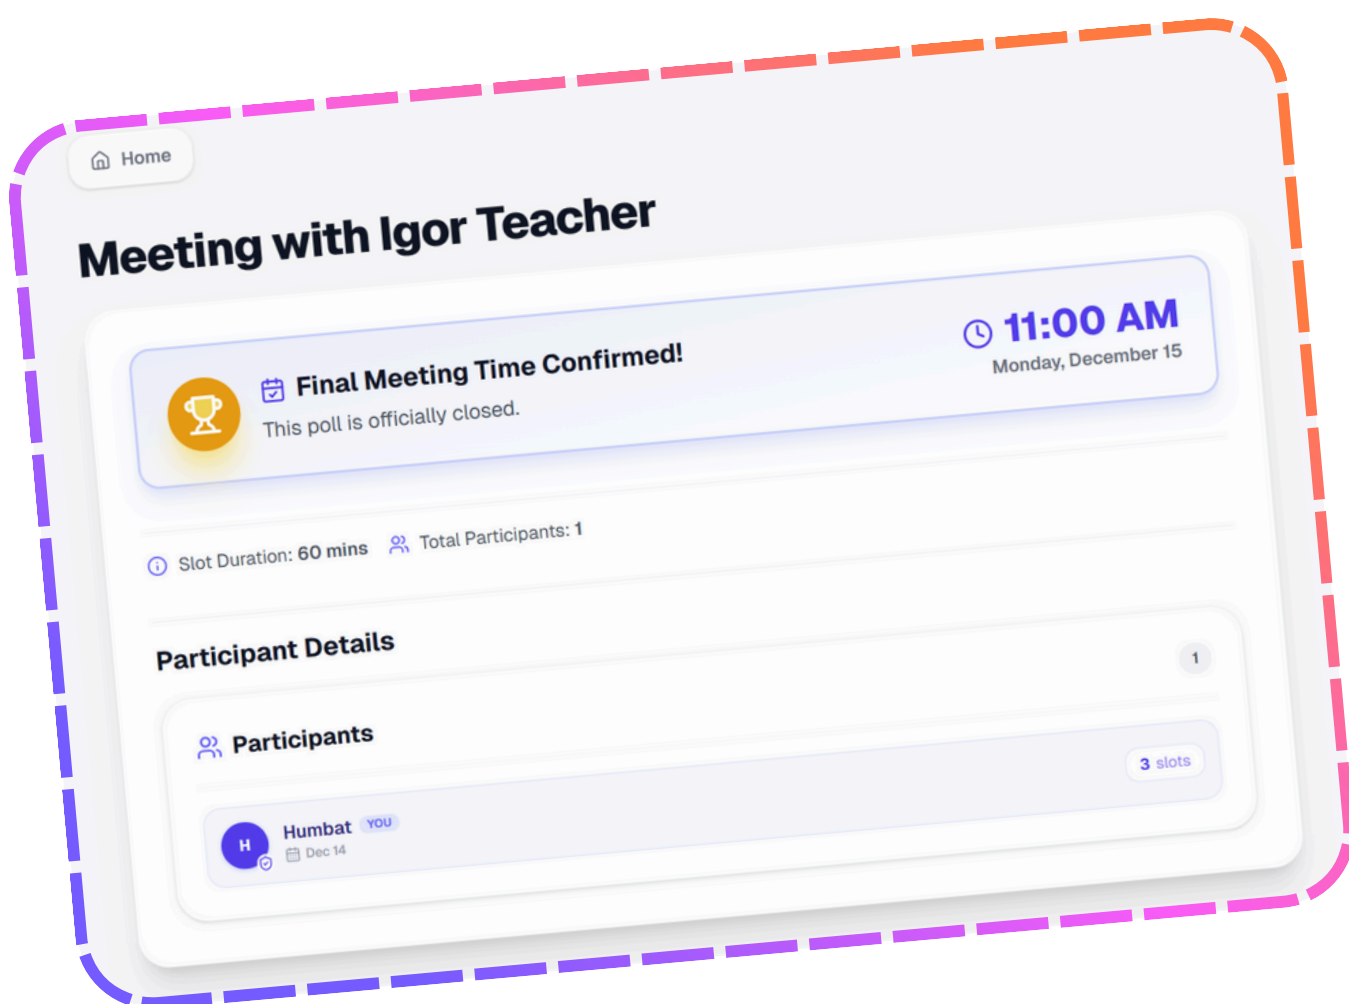 Home
Meeting with Igor Teacher
Final Meeting Time Confirmed!
This poll is officially closed.
11:00 AM
Monday, December 15
Slot Duration: 60 mins
Total Participants: 1
Participant Details
Participants
1
H
Humbat YOU
Dec 14
3 slots